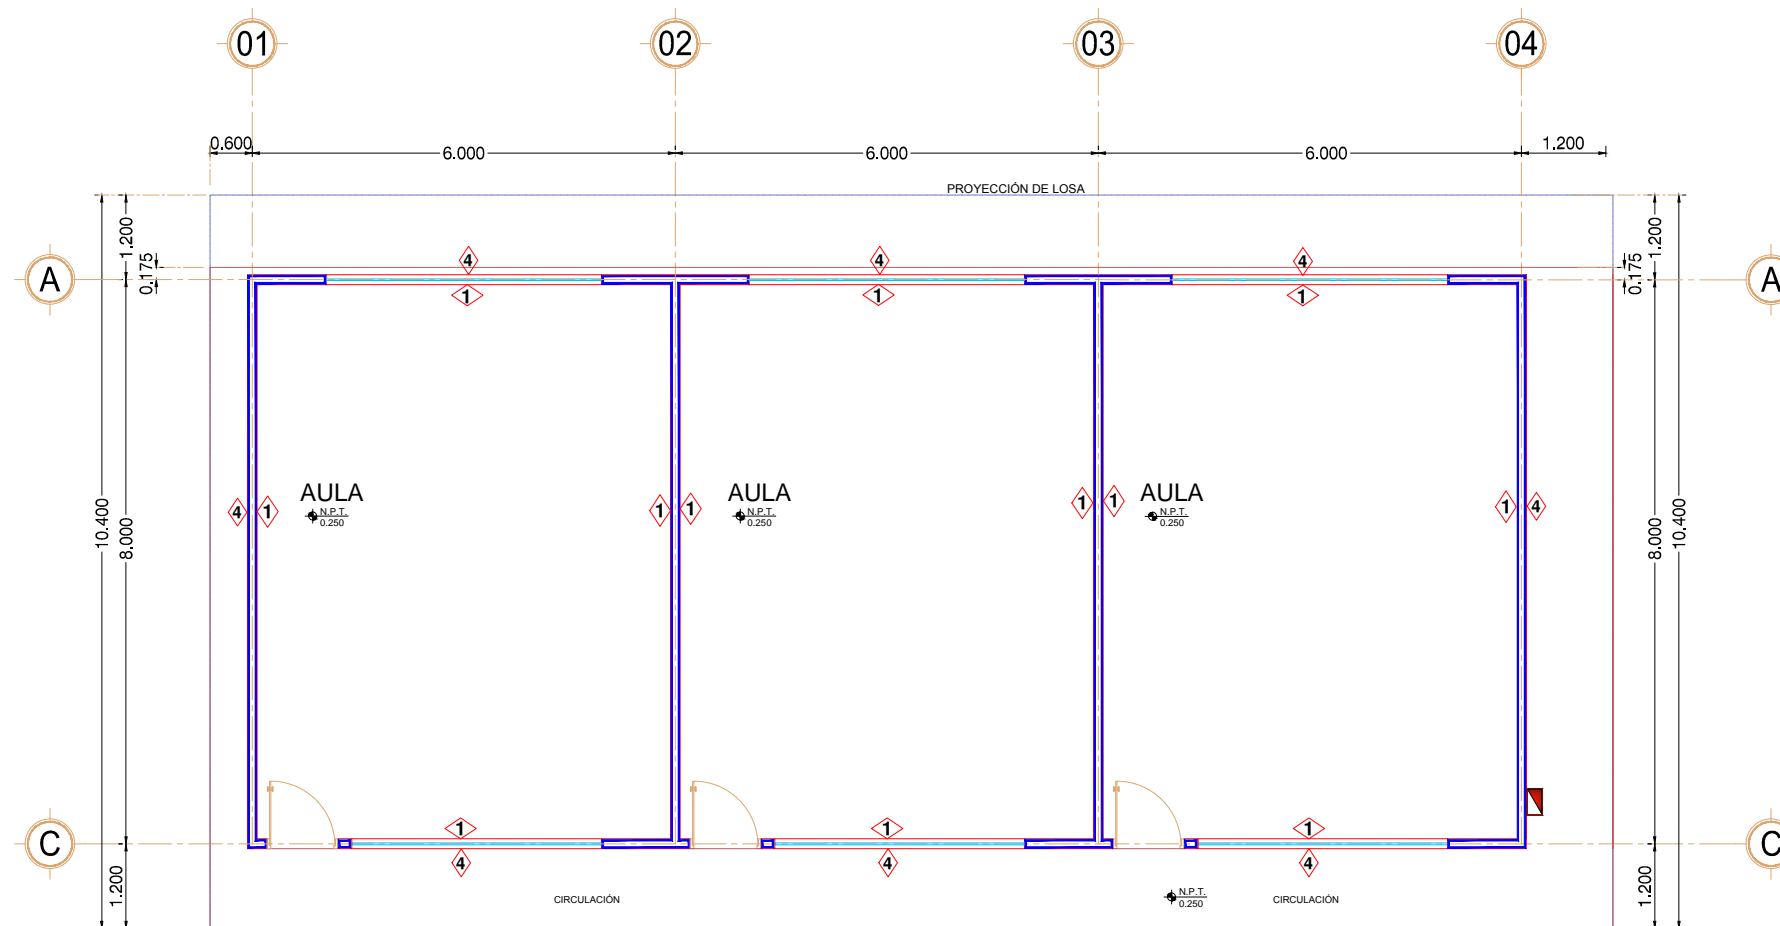 01 02 03 04
0.600 6.000 6.000 6.000 1.200
PROYECCIÓN DE LOSA
1.200 1.200
4 4 4
A 0.175 0.175 A
1 1 1
AULA AULA AULA
4 1 1 1 1 1 1 4
N.P.T. N.P.T. N.P.T.
0.250 0.250 0.250
10.400 8.000 8.000 10.400
1 1 1
C C
4 4 4
1.200 1.200
CIRCULACIÓN N.P.T. CIRCULACIÓN
0.250